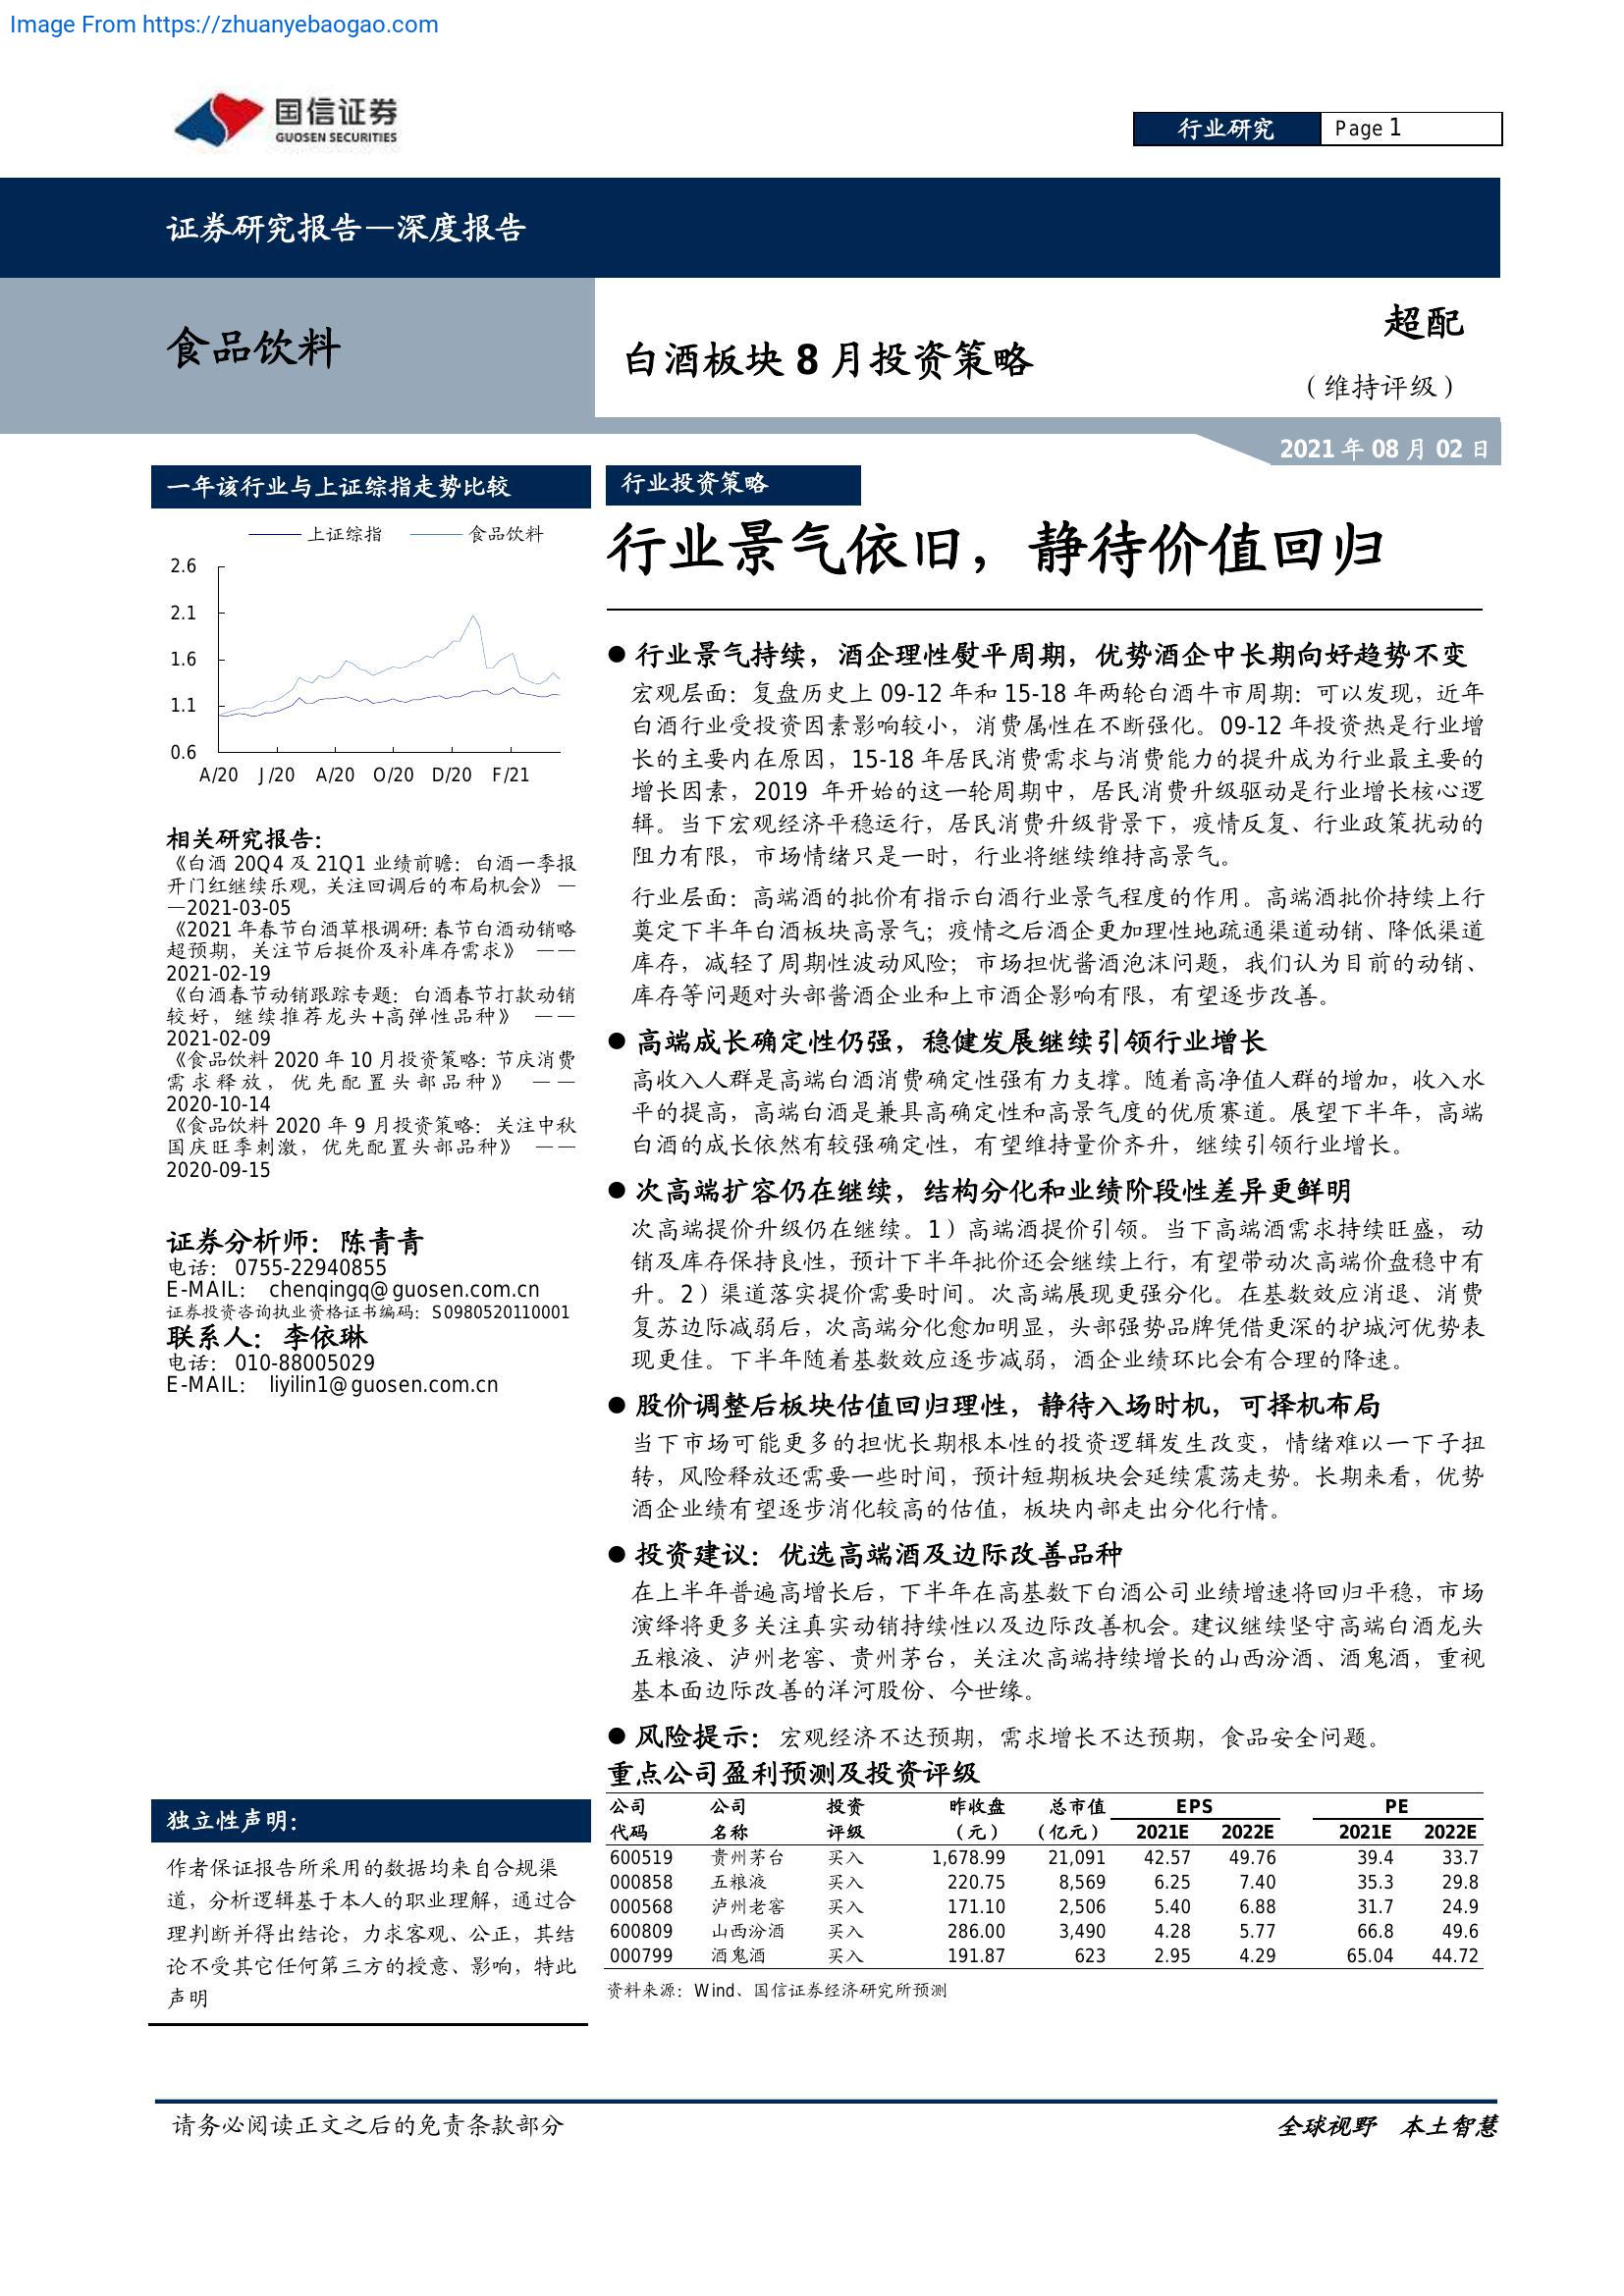 Image From https://zhuanyebaogao.com
国信证券
GUOSEN SECURITIES
行业研究
Page 1
证券研究报告—深度报告
食品饮料
白酒板块 8 月投资策略
超配
（维持评级）
2021 年 08 月 02 日
一年该行业与上证综指走势比较
上证综指 食品饮料
2.6
2.1
1.6
1.1
0.6
A/20 J/20 A/20 O/20 D/20 F/21
相关研究报告：
《白酒 20Q4 及 21Q1 业绩前瞻：白酒一季报
开门红继续乐观，关注回调后的布局机会》 —
—2021-03-05
《2021 年春节白酒草根调研：春节白酒动销略
超预期，关注节后挺价及补库存需求》 ——
2021-02-19
《白酒春节动销跟踪专题：白酒春节打款动销
较好，继续推荐龙头+高弹性品种》 ——
2021-02-09
《食品饮料 2020 年 10 月投资策略：节庆消费
需求释放，优先配置头部品种》 ——
2020-10-14
《食品饮料 2020 年 9 月投资策略：关注中秋
国庆旺季刺激，优先配置头部品种》 ——
2020-09-15
证券分析师：陈青青
电话： 0755-22940855
E-MAIL： chenqingq@guosen.com.cn
证券投资咨询执业资格证书编码：S0980520110001
联系人：李依琳
电话： 010-88005029
E-MAIL： liyilin1@guosen.com.cn
独立性声明：
作者保证报告所采用的数据均来自合规渠
道，分析逻辑基于本人的职业理解，通过合
理判断并得出结论，力求客观、公正，其结
论不受其它任何第三方的授意、影响，特此
声明
行业投资策略
行业景气依旧，静待价值回归
● 行业景气持续，酒企理性熨平周期，优势酒企中长期向好趋势不变
宏观层面：复盘历史上 09-12 年和 15-18 年两轮白酒牛市周期：可以发现，近年
白酒行业受投资因素影响较小，消费属性在不断强化。09-12 年投资热是行业增
长的主要内在原因，15-18 年居民消费需求与消费能力的提升成为行业最主要的
增长因素，2019 年开始的这一轮周期中，居民消费升级驱动是行业增长核心逻
辑。当下宏观经济平稳运行，居民消费升级背景下，疫情反复、行业政策扰动的
阻力有限，市场情绪只是一时，行业将继续维持高景气。
行业层面：高端酒的批价有指示白酒行业景气程度的作用。高端酒批价持续上行
奠定下半年白酒板块高景气；疫情之后酒企更加理性地疏通渠道动销、降低渠道
库存，减轻了周期性波动风险；市场担忧酱酒泡沫问题，我们认为目前的动销、
库存等问题对头部酱酒企业和上市酒企影响有限，有望逐步改善。
● 高端成长确定性仍强，稳健发展继续引领行业增长
高收入人群是高端白酒消费确定性强有力支撑。随着高净值人群的增加，收入水
平的提高，高端白酒是兼具高确定性和高景气度的优质赛道。展望下半年，高端
白酒的成长依然有较强确定性，有望维持量价齐升，继续引领行业增长。
● 次高端扩容仍在继续，结构分化和业绩阶段性差异更鲜明
次高端提价升级仍在继续。1）高端酒提价引领。当下高端酒需求持续旺盛，动
销及库存保持良性，预计下半年批价还会继续上行，有望带动次高端价盘稳中有
升。2）渠道落实提价需要时间。次高端展现更强分化。在基数效应消退、消费
复苏边际减弱后，次高端分化愈加明显，头部强势品牌凭借更深的护城河优势表
现更佳。下半年随着基数效应逐步减弱，酒企业绩环比会有合理的降速。
● 股价调整后板块估值回归理性，静待入场时机，可择机布局
当下市场可能更多的担忧长期根本性的投资逻辑发生改变，情绪难以一下子扭
转，风险释放还需要一些时间，预计短期板块会延续震荡走势。长期来看，优势
酒企业绩有望逐步消化较高的估值，板块内部走出分化行情。
● 投资建议：优选高端酒及边际改善品种
在上半年普遍高增长后，下半年在高基数下白酒公司业绩增速将回归平稳，市场
演绎将更多关注真实动销持续性以及边际改善机会。建议继续坚守高端白酒龙头
五粮液、泸州老窖、贵州茅台，关注次高端持续增长的山西汾酒、酒鬼酒，重视
基本面边际改善的洋河股份、今世缘。
● 风险提示：宏观经济不达预期，需求增长不达预期，食品安全问题。
重点公司盈利预测及投资评级
公司 公司 投资 昨收盘 总市值 EPS PE
代码 名称 评级 （元） （亿元） 2021E 2022E 2021E 2022E
600519 贵州茅台 买入 1,678.99 21,091 42.57 49.76 39.4 33.7
000858 五粮液 买入 220.75 8,569 6.25 7.40 35.3 29.8
000568 泸州老窖 买入 171.10 2,506 5.40 6.88 31.7 24.9
600809 山西汾酒 买入 286.00 3,490 4.28 5.77 66.8 49.6
000799 酒鬼酒 买入 191.87 623 2.95 4.29 65.04 44.72
资料来源：Wind、国信证券经济研究所预测
请务必阅读正文之后的免责条款部分
全球视野 本土智慧